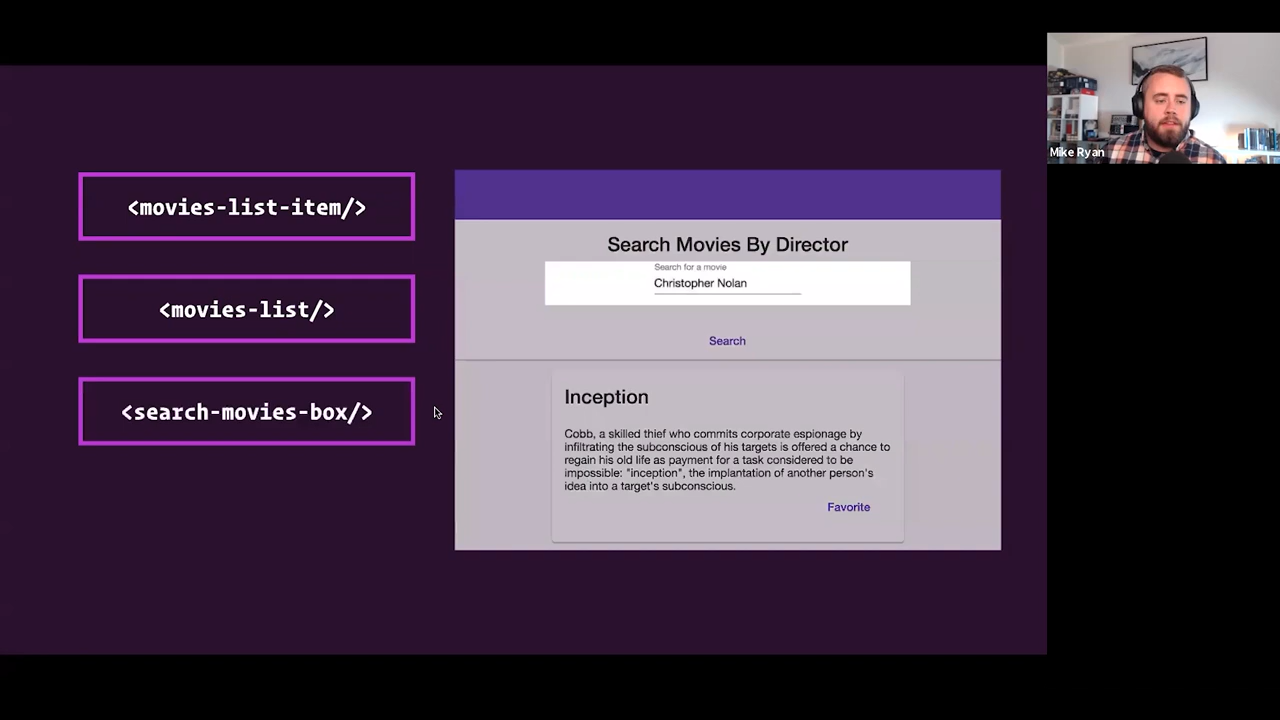 <movies-list-item/>
<movies-list/>
<search-movies-box/>
Search Movies By Director
Search for a movie
Christopher Nolan
Search
Inception
Cobb, a skilled thief who commits corporate espionage by
infiltrating the subconscious of his targets is offered a chance to
regain his old life as payment for a task considered to be
impossible: "inception", the implantation of another person's
idea into a target's subconscious.
Favorite
Mike Ryan